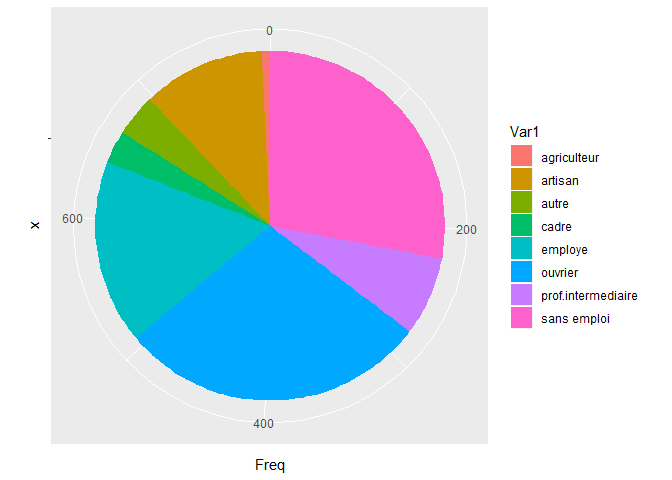 0
200
400
600
x
Freq
Var1
agriculteur
artisan
autre
cadre
employe
ouvrier
prof.intermediaire
sans emploi